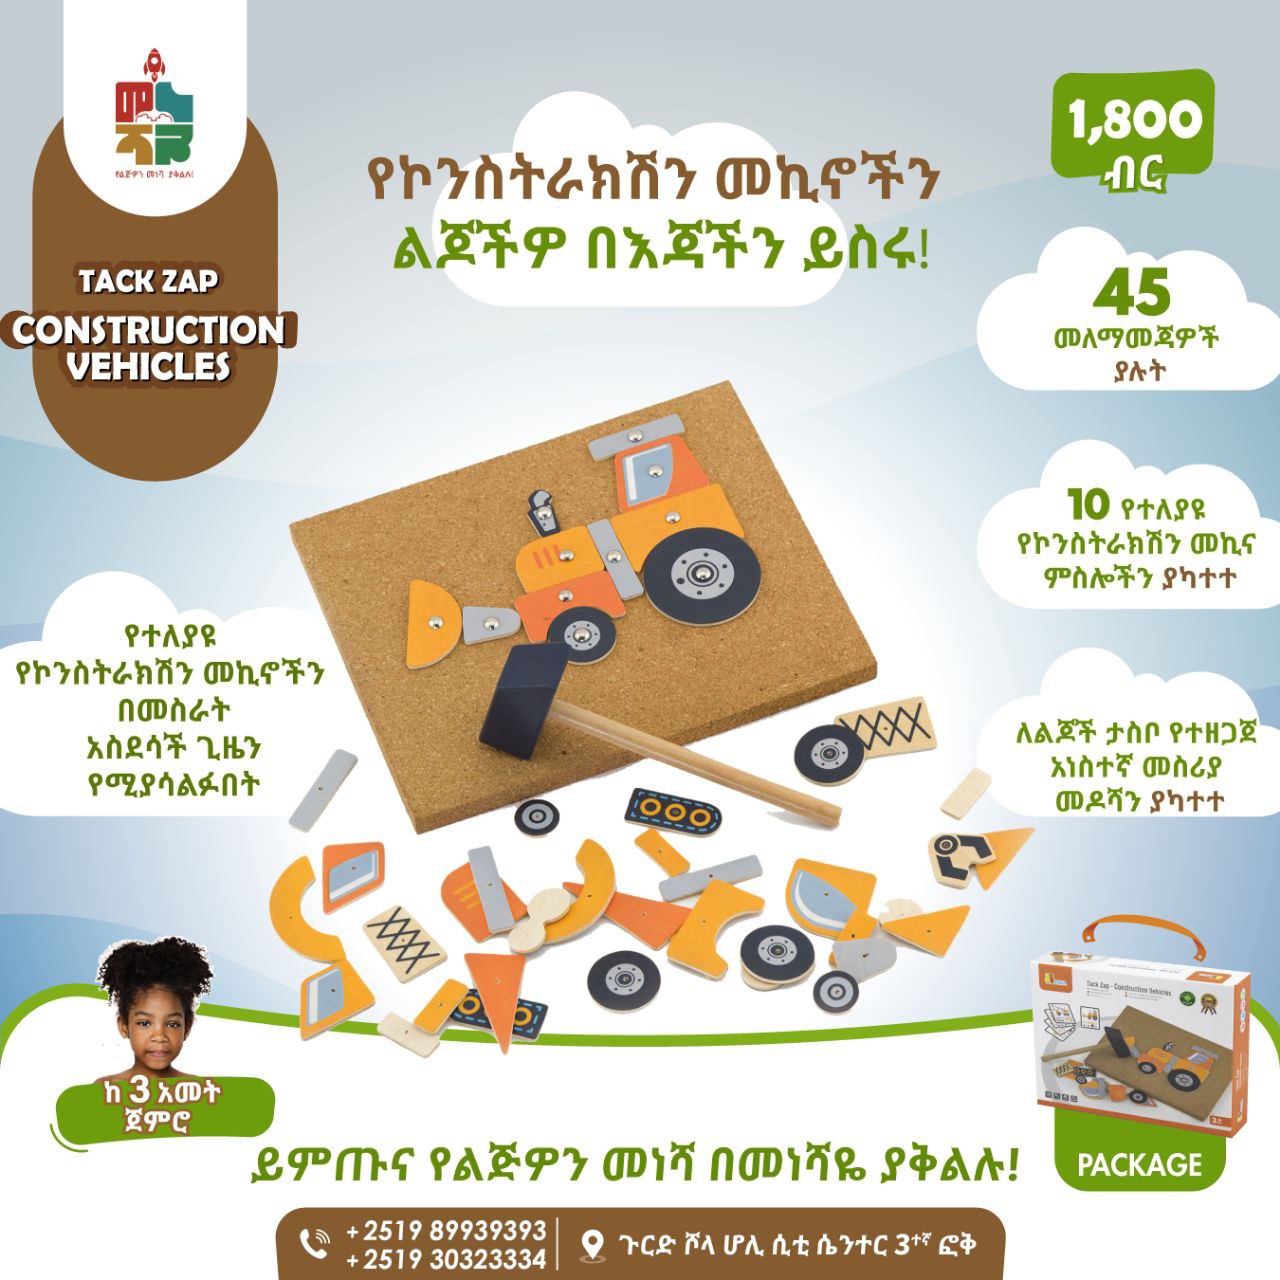 መነሻዬ
የልጅዎን መነሻ ያቅልሉ!
TACK ZAP
CONSTRUCTION
VEHICLES
የኮንስትራክሽን መኪኖችን
ልጆችዎ በእጃችን ይስሩ!
1,800
ብር
45
መለማመጃዎች
ያሉት
10 የተለያዩ
የኮንስትራክሽን መኪና
ምስሎችን ያካተተ
ለልጆች ታስቦ የተዘጋጀ
አነስተኛ መስሪያ
መዶሻን ያካተተ
የተለያዩ
የኮንስትራክሽን መኪኖችን
በመስራት
አስደሳች ጊዜን
የሚያሳልፉበት
ከ 3 አመት
ጀምሮ
Tack Zap - Construction Vehicles
PACKAGE
ይምጡና የልጅዎን መነሻ በመነሻዬ ያቅልሉ!
+2519 89939393
+2519 30323334
ጉርድ ሾላ ሆሊ ሲቲ ሴንተር 3ተኛ ፎቅ